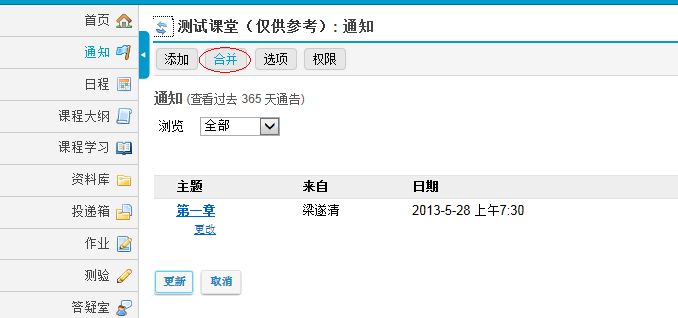 首页
通知
日程
课程大纲
课程学习
资料库
投递箱
作业
测验
答疑室
测试课堂（仅供参考）: 通知
添加 合并 选项 权限
通知 (查看过去 365 天通告)
浏览 全部
主题 来自 日期
第一章 梁遂清 2013-5-28 上午7:30
更改
更新 取消